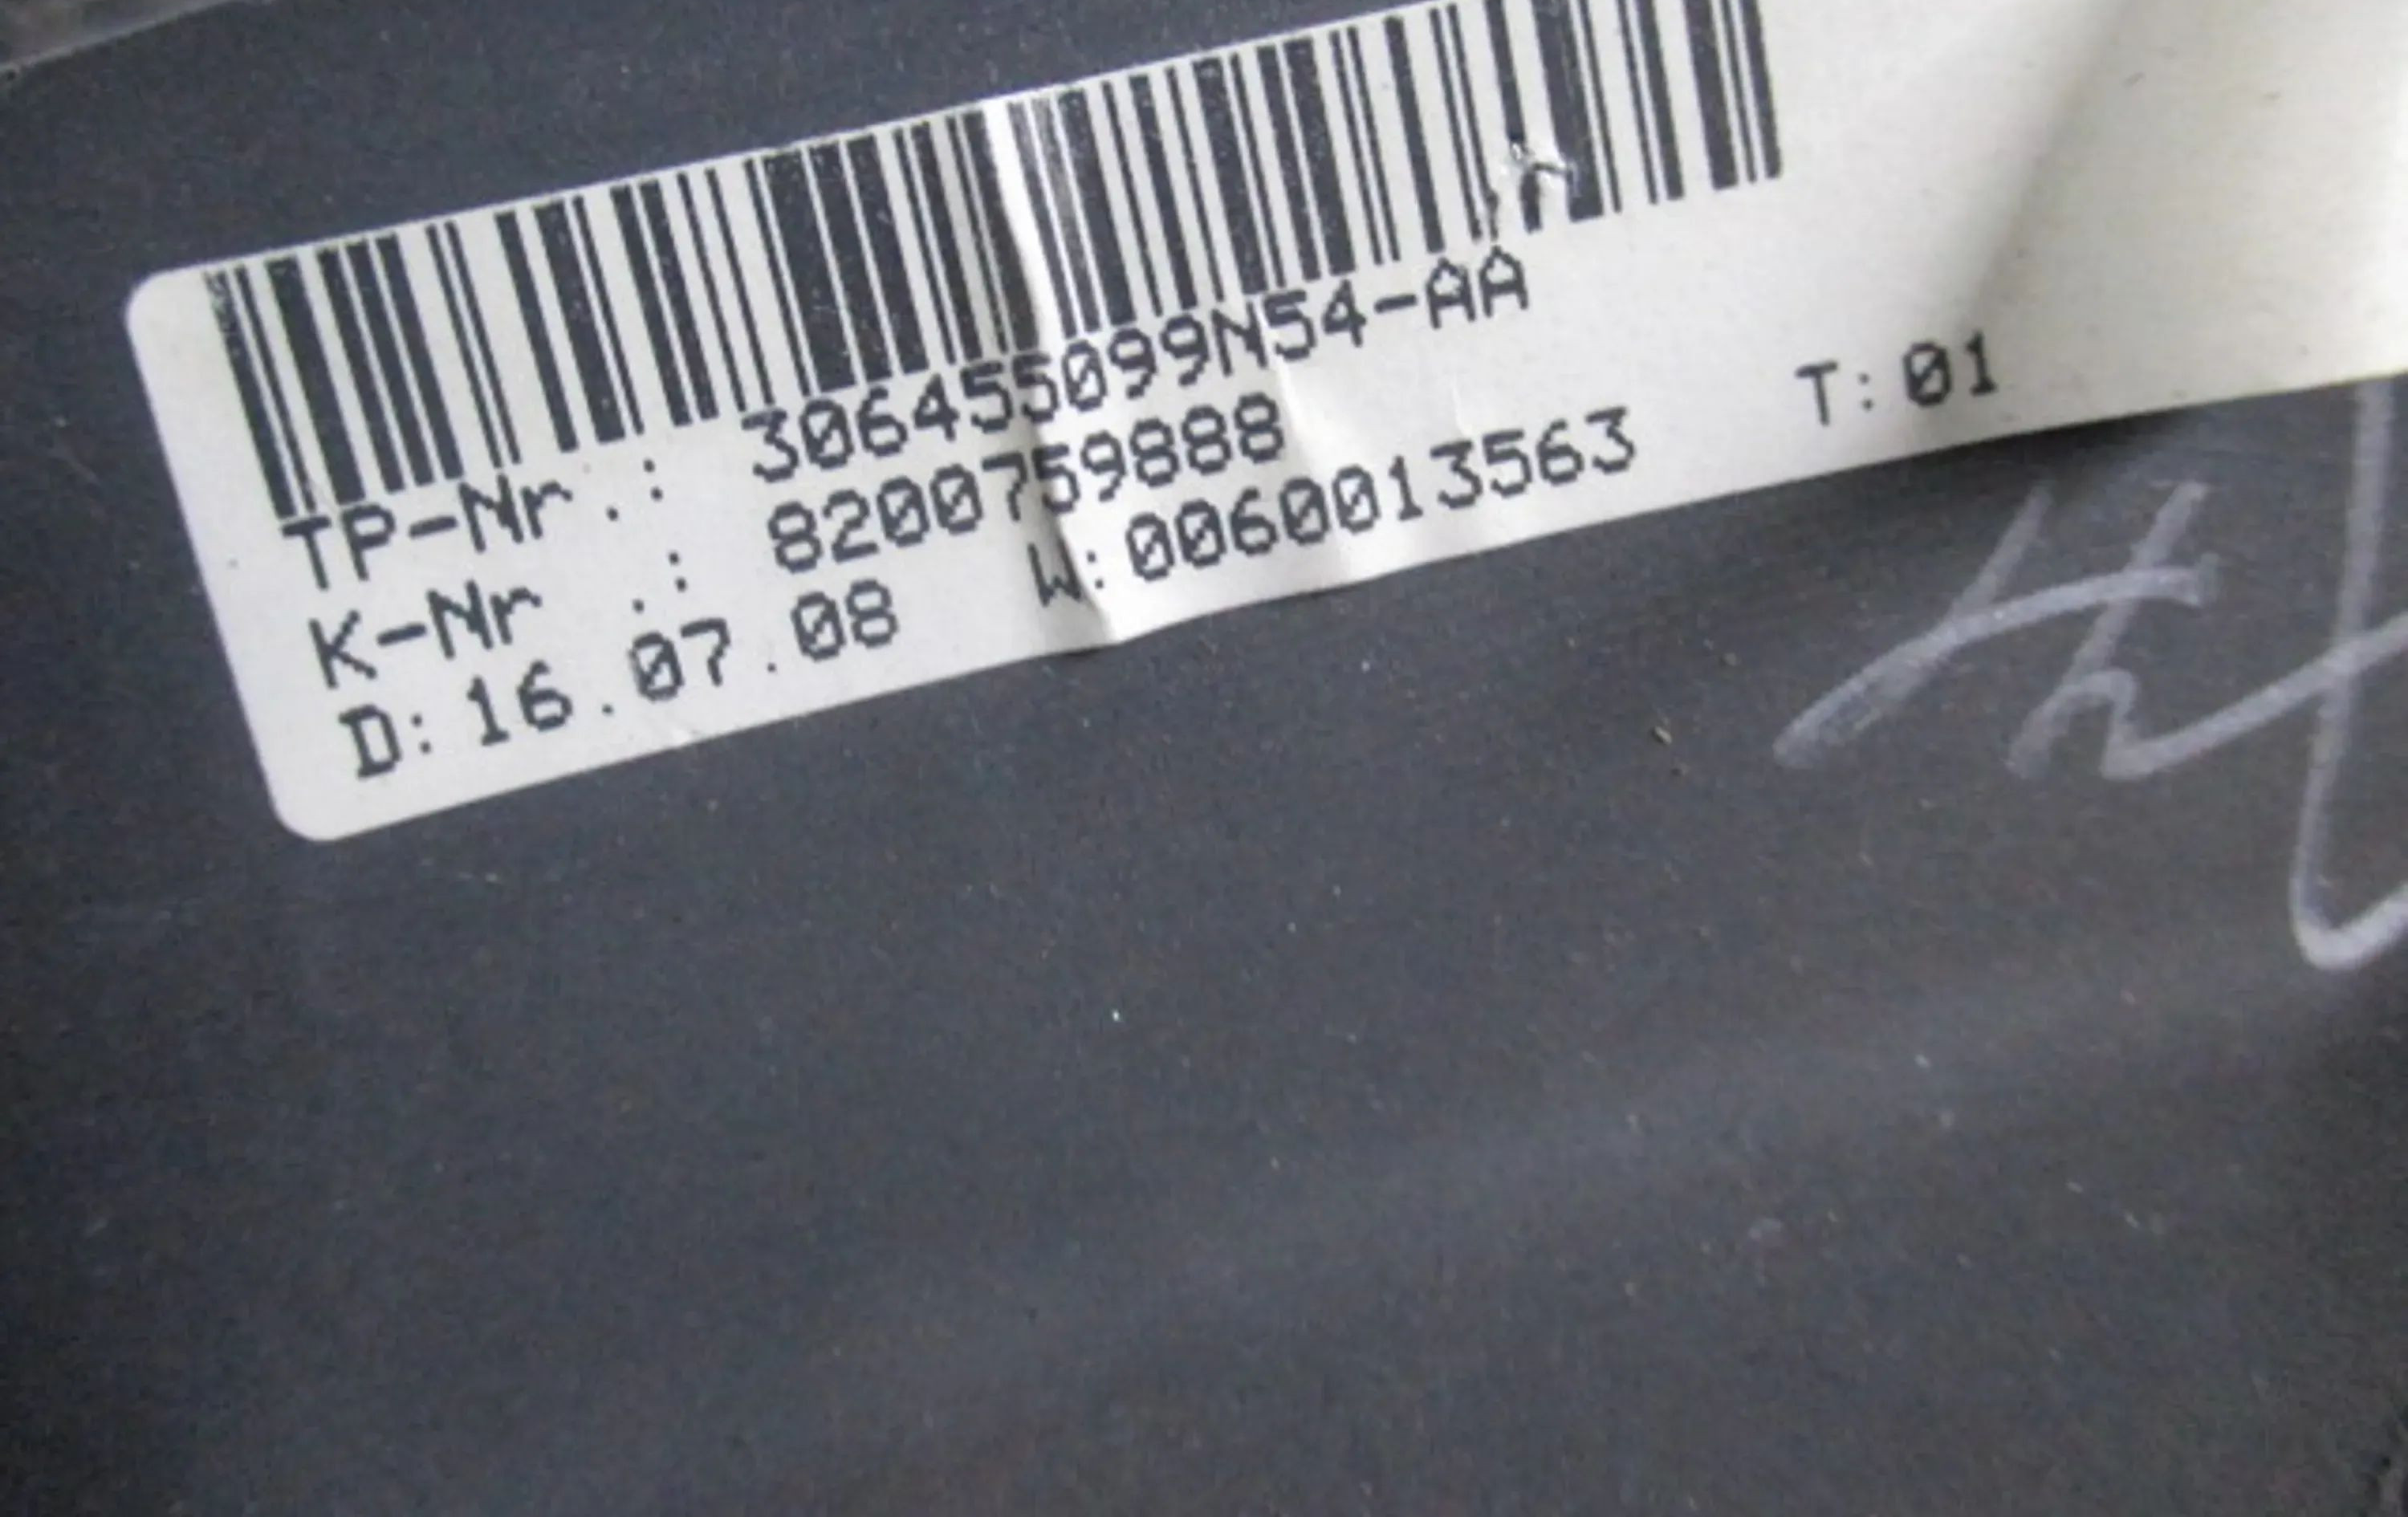 TP-Nr.: 306455099N54-AA
K-Nr .: 8200759888
D:16.07.08 W:0060013563 T:01